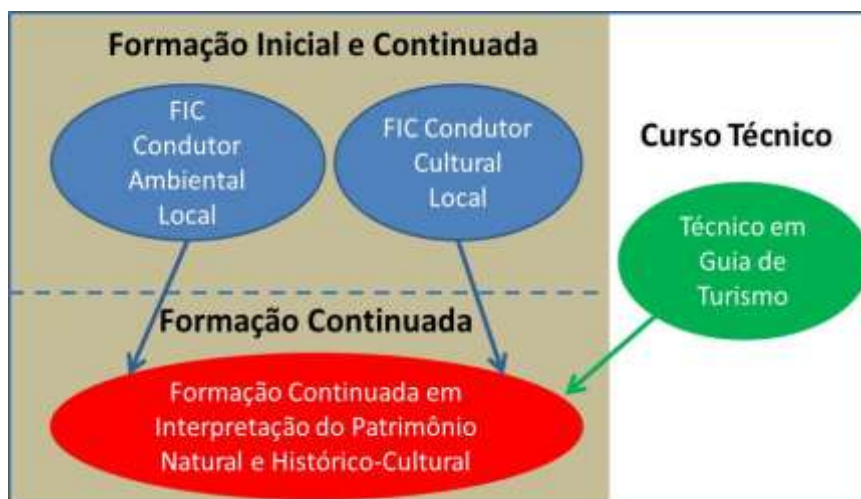 Formação Inicial e Continuada
FIC
Condutor
Ambiental
Local
FIC Condutor
Cultural
Local
Curso Técnico
Técnico em
Guia de
Turismo
Formação Continuada
Formação Continuada em
Interpretação do Patrimônio
Natural e Histórico-Cultural